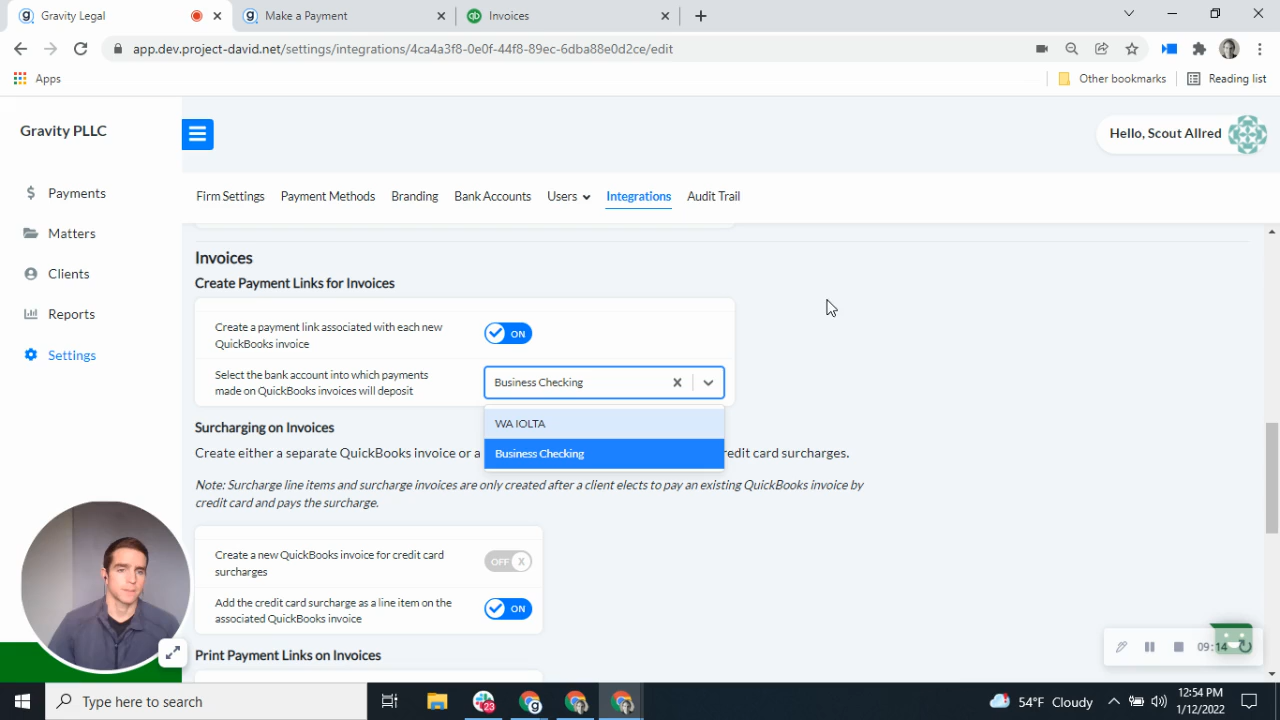 Gravity Legal
Make a Payment
Invoices
app.dev.project-david.net/settings/integrations/4ca4a3f8-0e0f-44f8-89ec-6dba88e0d2ce/edit
Apps
Other bookmarks
Reading list
Gravity PLLC
Hello, Scout Allred
Payments
Matters
Clients
Reports
Settings
Firm Settings
Payment Methods
Branding
Bank Accounts
Users
Integrations
Audit Trail
Invoices
Create Payment Links for Invoices
Create a payment link associated with each new
QuickBooks invoice
ON
Select the bank account into which payments
made on QuickBooks invoices will deposit
Business Checking
WA IOLTA
Business Checking
Surcharging on Invoices
Create either a separate QuickBooks invoice or a
edit card surcharges.
Note: Surcharge line items and surcharge invoices are only created after a client elects to pay an existing QuickBooks invoice by
credit card and pays the surcharge.
Create a new QuickBooks invoice for credit card
surcharges
OFF X
Add the credit card surcharge as a line item on the
associated QuickBooks invoice
ON
Print Payment Links on Invoices
09:14
Type here to search
23
54°F Cloudy
12:54 PM
1/12/2022